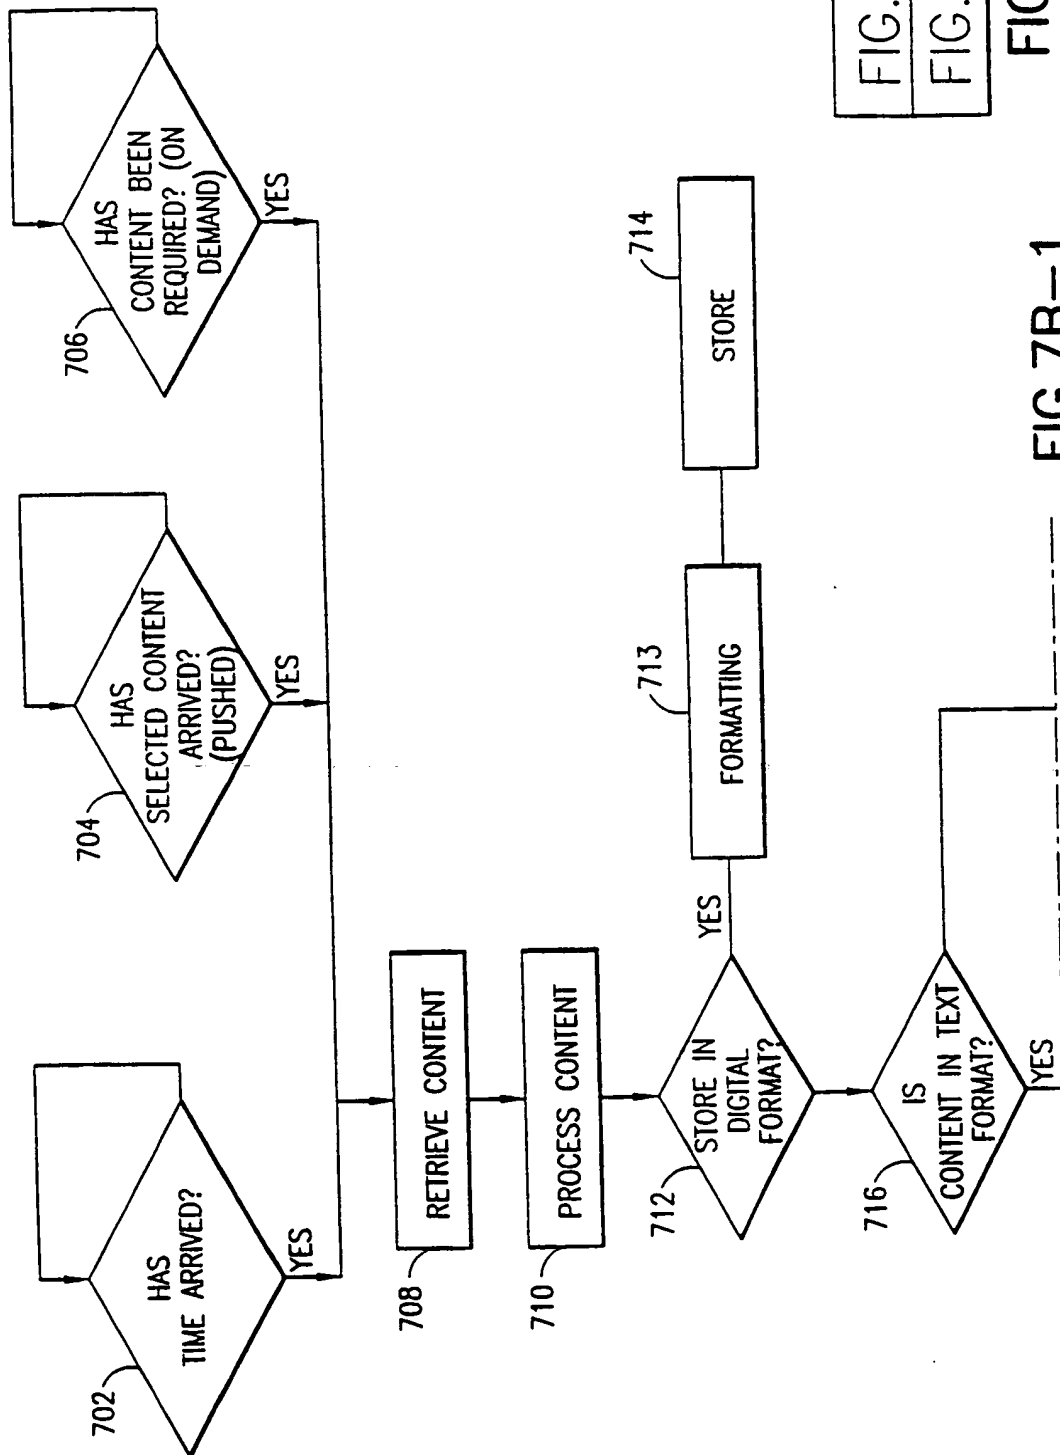 702
HAS
TIME ARRIVED?
YES
704
HAS
SELECTED CONTENT
ARRIVED?
(PUSHED)
YES
706
HAS
CONTENT BEEN
REQUIRED? (ON
DEMAND)
YES
708
RETRIEVE CONTENT
710
PROCESS CONTENT
712
STORE IN
DIGITAL
FORMAT?
YES
713
FORMATTING
714
STORE
716
IS
CONTENT IN TEXT
FORMAT?
YES
FIG.
FIG.
FIG
FIG.7B-1